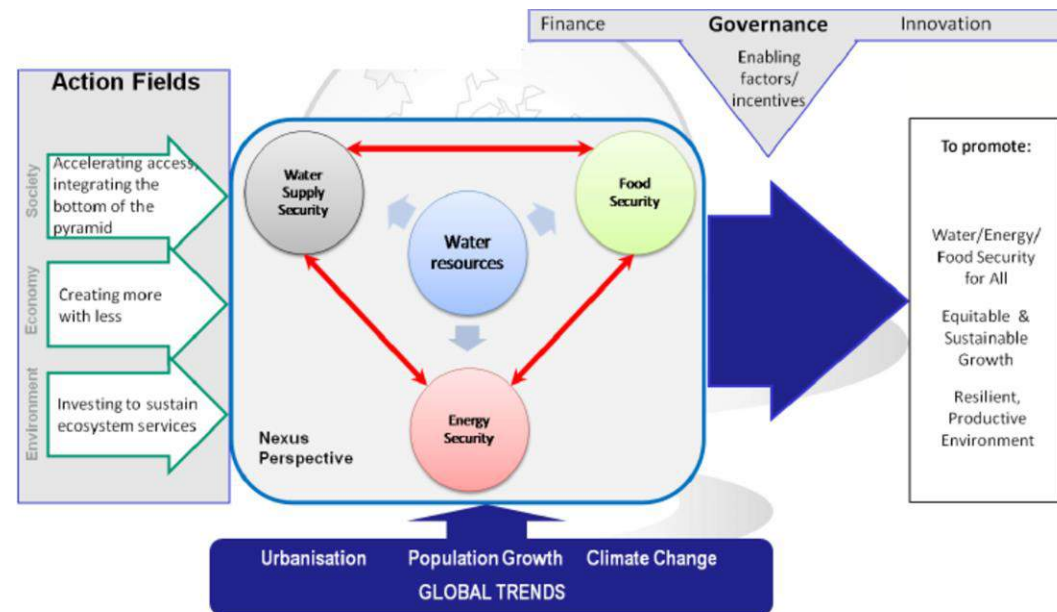 Finance
Governance
Innovation
Enabling
factors/
incentives
Action Fields
Society
Accelerating access,
integrating the
bottom of the
pyramid
Economy
Creating more
with less
Environment
Investing to sustain
ecosystem services
Water
Supply
Security
Food
Security
Water
resources
Energy
Security
Nexus
Perspective
To promote:
Water/Energy/
Food Security
for All
Equitable &
Sustainable
Growth
Resilient,
Productive
Environment
Urbanisation
Population Growth
Climate Change
GLOBAL TRENDS